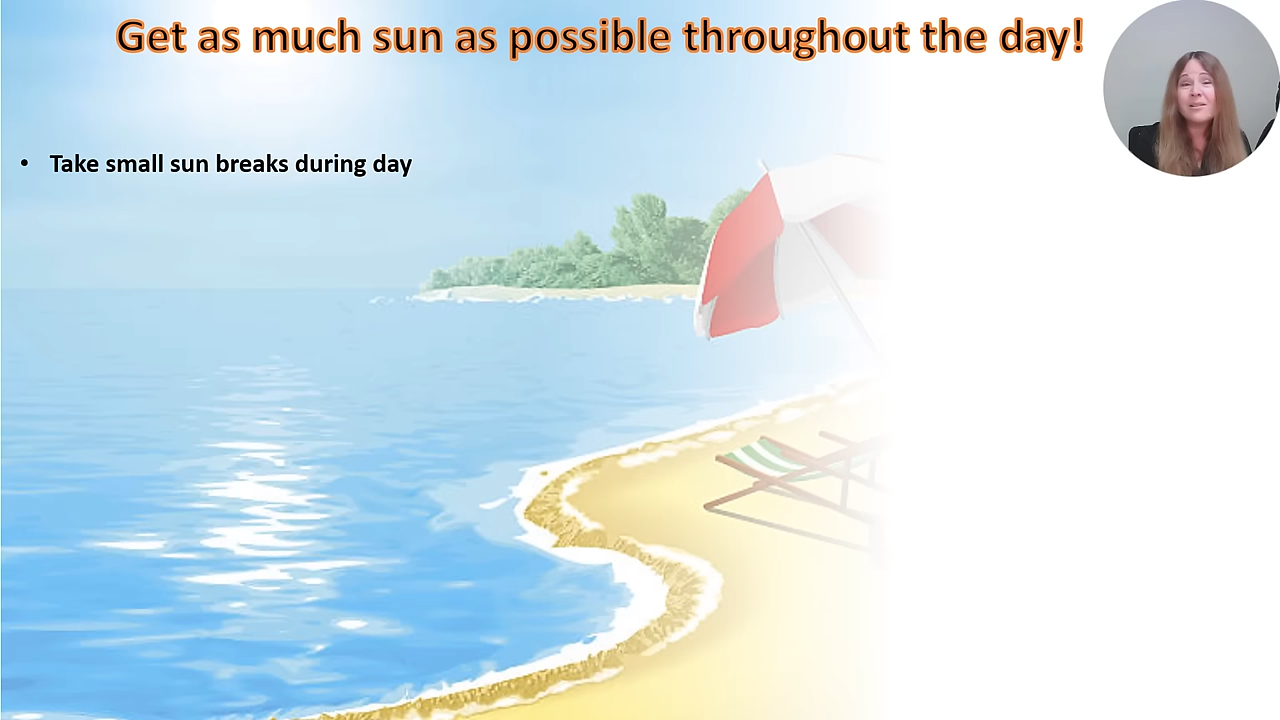 Get as much sun as possible throughout the day!
• Take small sun breaks during day